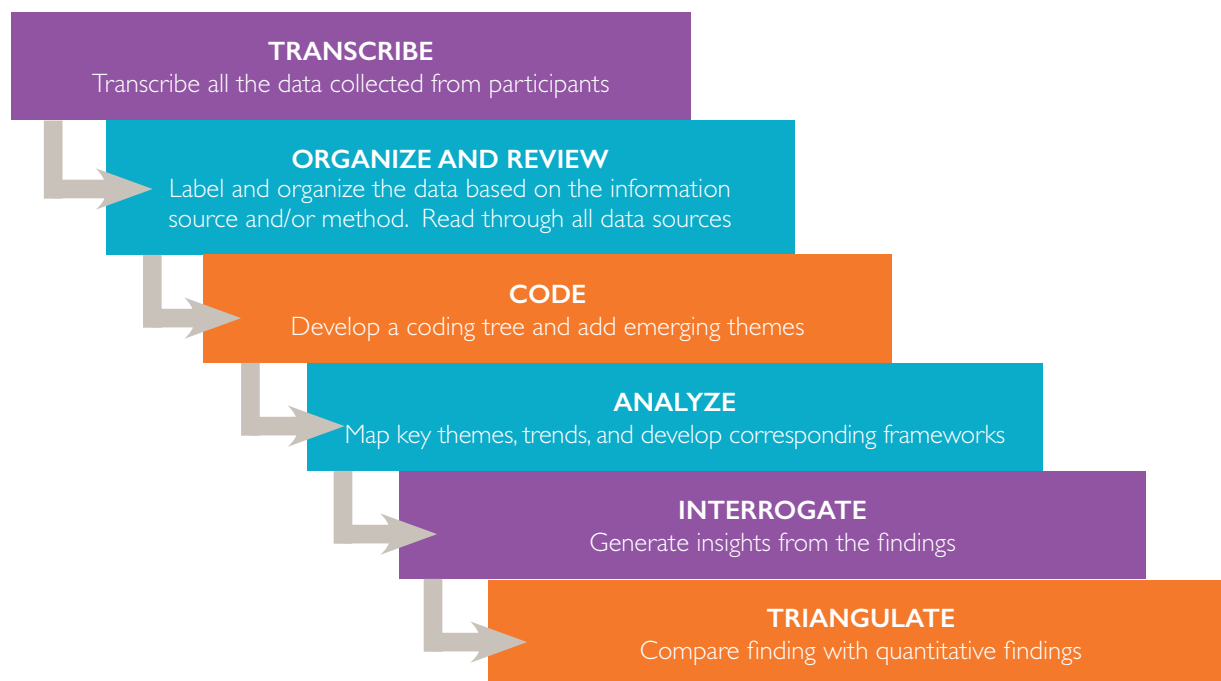 TRANSCRIBE
Transcribe all the data collected from participants
ORGANIZE AND REVIEW
Label and organize the data based on the information
source and/or method.  Read through all data sources
CODE
Develop a coding tree and add emerging themes
ANALYZE
Map key themes, trends, and develop corresponding frameworks
INTERROGATE
Generate insights from the findings
TRIANGULATE
Compare finding with quantitative findings